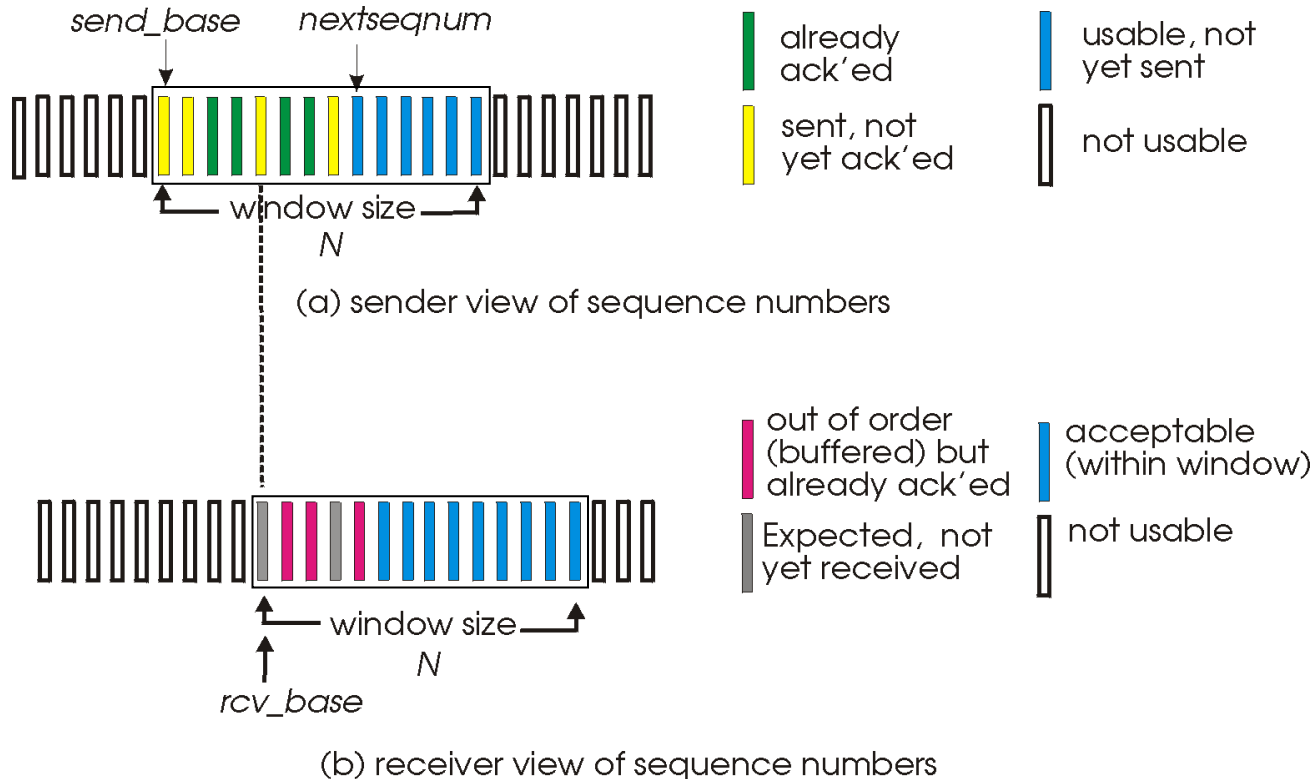 send_base
nextseqnum
already
ack'ed
usable, not
yet sent
sent, not
yet ack'ed
not usable
window size
N
(a) sender view of sequence numbers
out of order
(buffered) but
already ack'ed
acceptable
(within window)
Expected, not
yet received
not usable
window size
N
rcv_base
(b) receiver view of sequence numbers